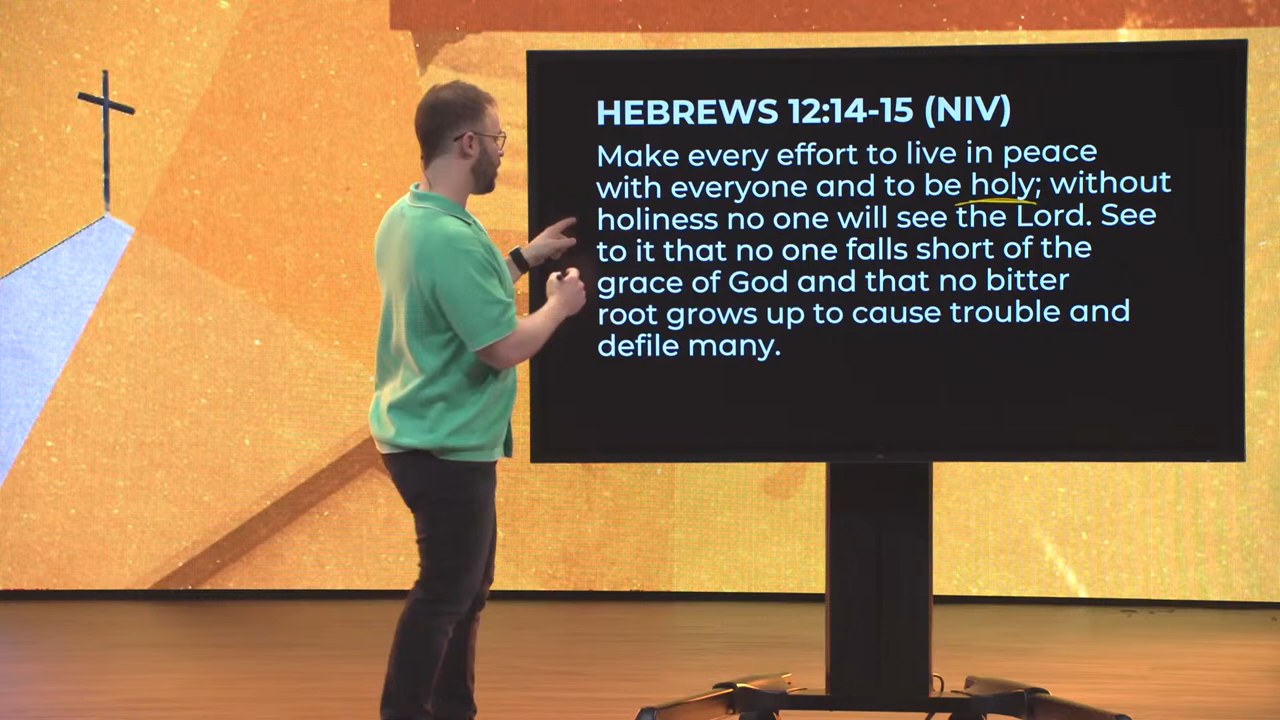 HEBREWS 12:14-15 (NIV)
Make every effort to live in peace
with everyone and to be holy; without
holiness no one will see the Lord. See
to it that no one falls short of the
grace of God and that no bitter
root grows up to cause trouble and
defile many.